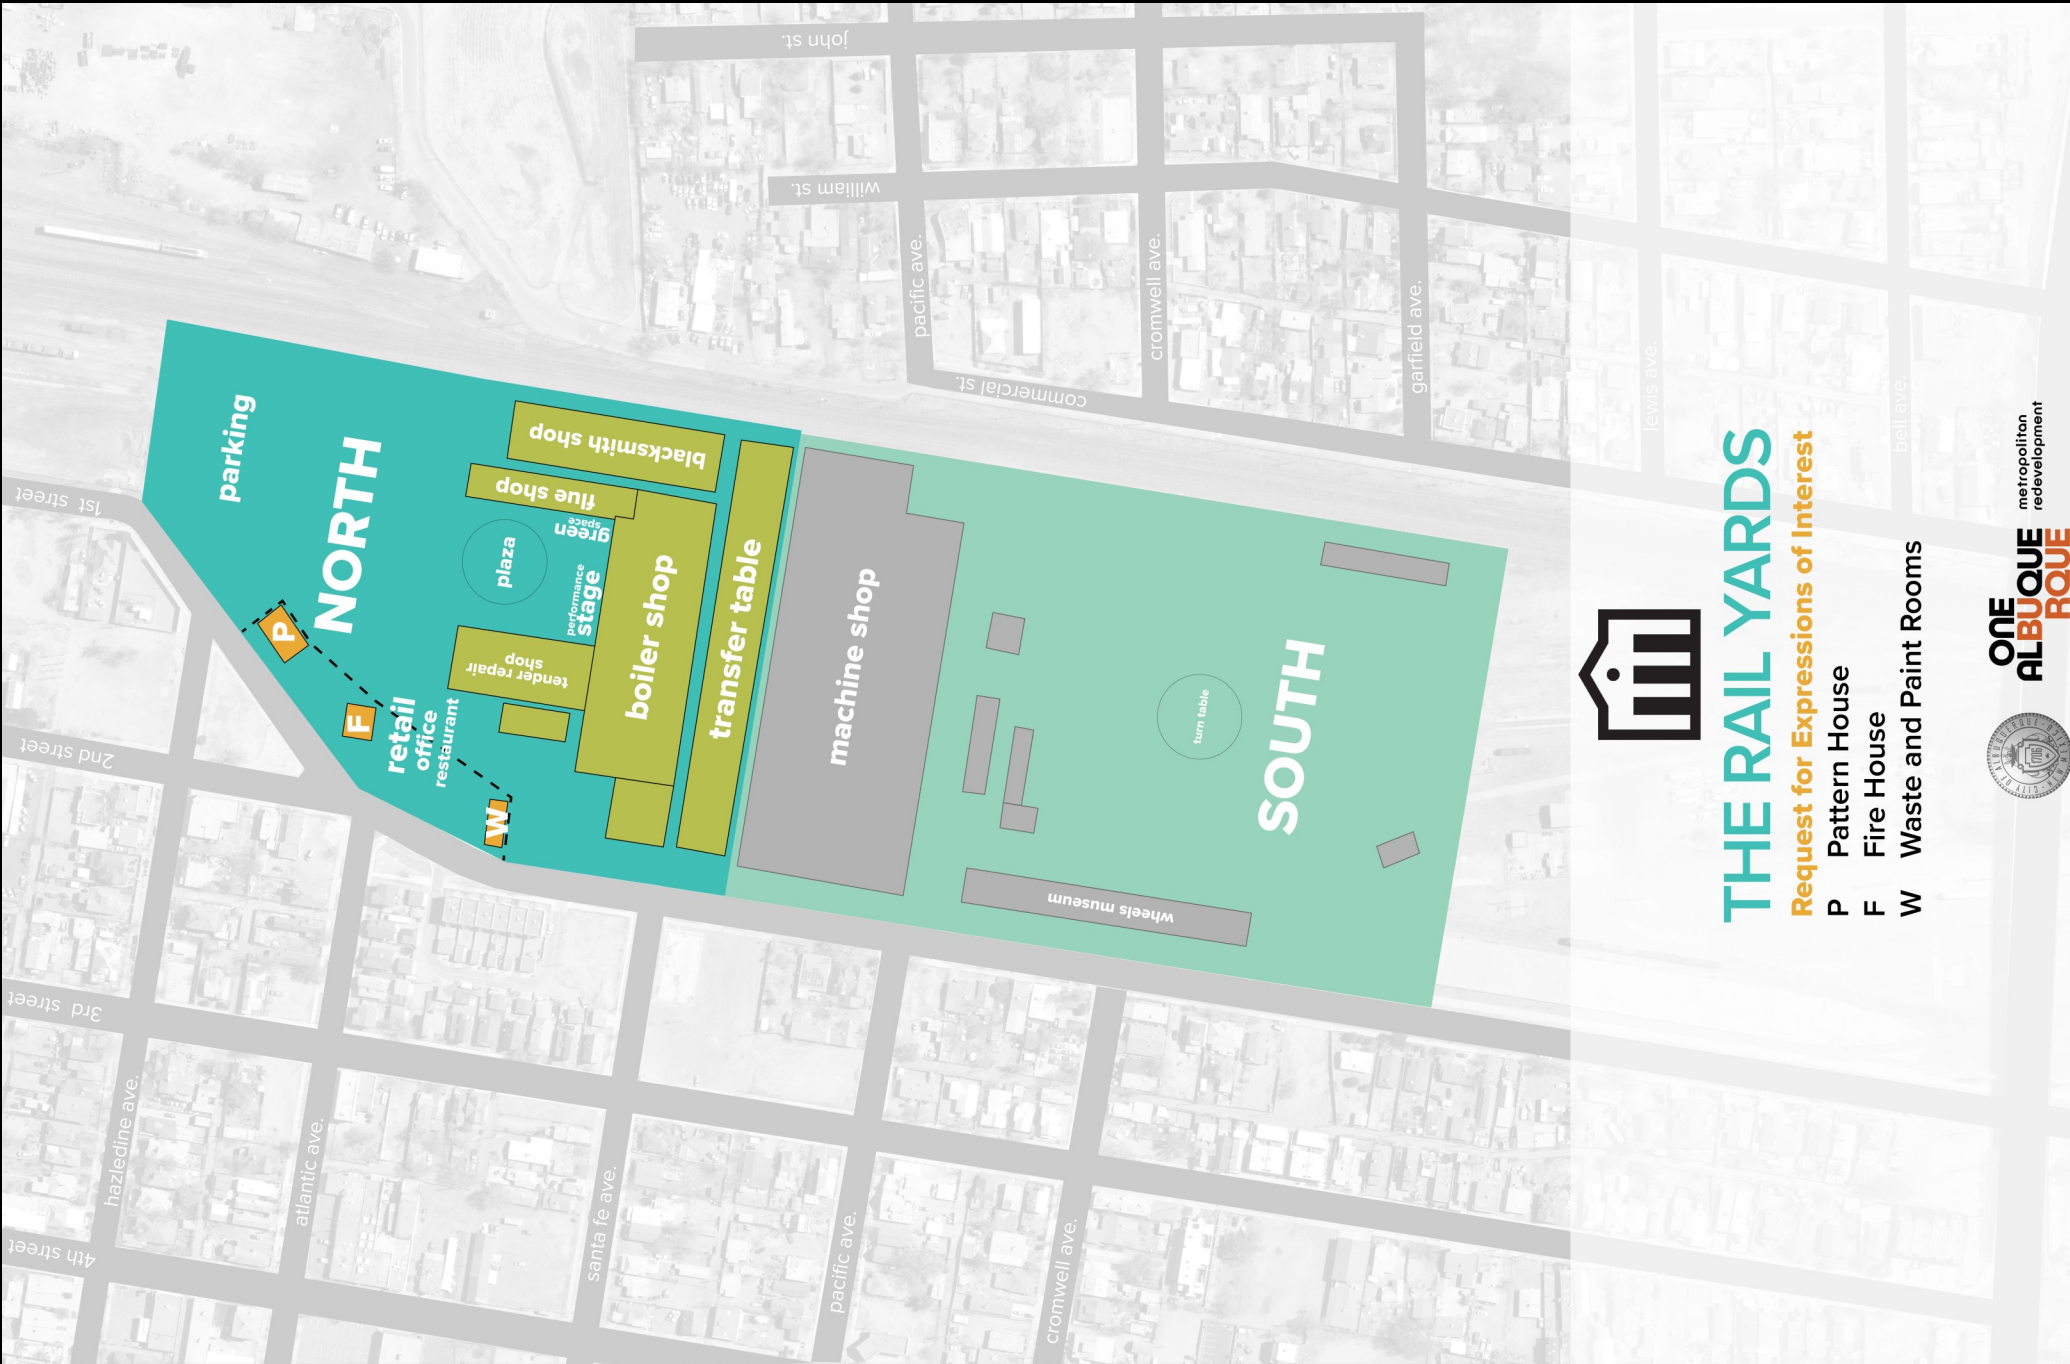 john st.
william st.
pacific ave.
cromwell ave.
garfield ave.
commercial st.
lewis ave.
bell ave.
1st street
2nd street
3rd street
4th street
hazledine ave.
atlantic ave.
santa fe ave.
pacific ave.
cromwell ave.
parking
NORTH
P
F
W
retail
office
restaurant
plaza
green
space
performance
stage
blacksmith shop
flue shop
tender repair
shop
boiler shop
transfer table
machine shop
turn table
SOUTH
wheels museum
THE RAIL YARDS
Request for Expressions of Interest
P Pattern House
F Fire House
W Waste and Paint Rooms
ONE
ALBUQUE
RQUE
metropolitan
redevelopment